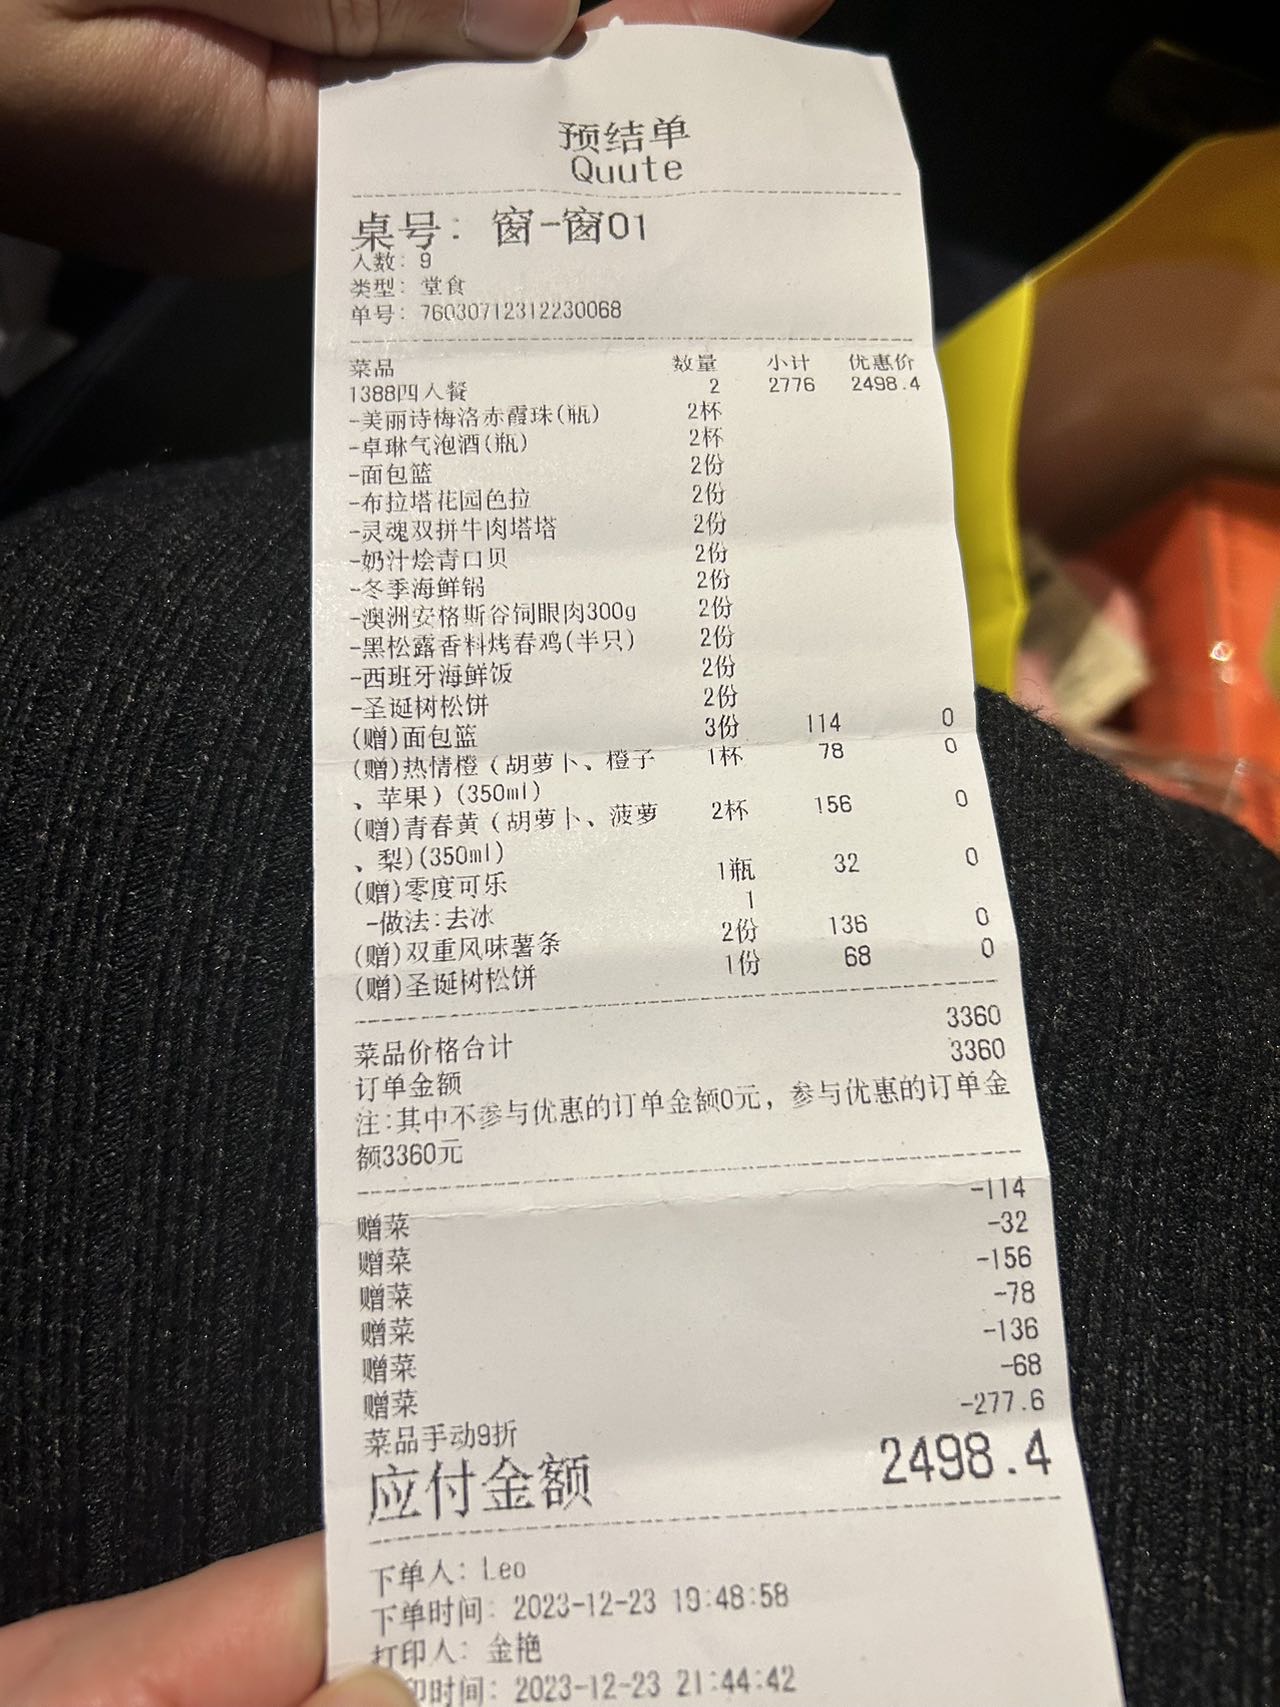 预结单
Quute
桌号: 窗-窗01
人数: 9
类型: 堂食
单号: 760307123122230068
菜品 数量 小计 优惠价
1388四人餐 2 2776 2498.4
-美丽诗梅洛赤霞珠(瓶) 2杯
-卓琳气泡酒(瓶) 2杯
-面包篮 2份
-布拉塔花园色拉 2份
-灵魂双拼牛肉塔塔 2份
-奶汁烩青口贝 2份
-冬季海鲜锅 2份
-澳洲安格斯谷饲眼肉300g 2份
-黑松露香料烤春鸡(半只) 2份
-西班牙海鲜饭 2份
-圣诞树松饼 2份
(赠)面包篮 3份 114 0
(赠)热情橙（胡萝卜、橙子 1杯 78 0
、苹果）(350ml)
(赠)青春黄（胡萝卜、菠萝 2杯 156 0
、梨)(350ml)
(赠)零度可乐 1瓶 32 0
-做法:去冰 1
(赠)双重风味薯条 2份 136 0
(赠)圣诞树松饼 1份 68 0
菜品价格合计 3360
订单金额 3360
注:其中不参与优惠的订单金额0元，参与优惠的订单金
额3360元
赠菜 -114
赠菜 -32
赠菜 -156
赠菜 -78
赠菜 -136
赠菜 -68
菜品手动9折 -277.6
应付金额 2498.4
下单人: Leo
下单时间: 2023-12-23 19:48:58
打印人: 金艳
印时间: 2023-12-23 21:44:42